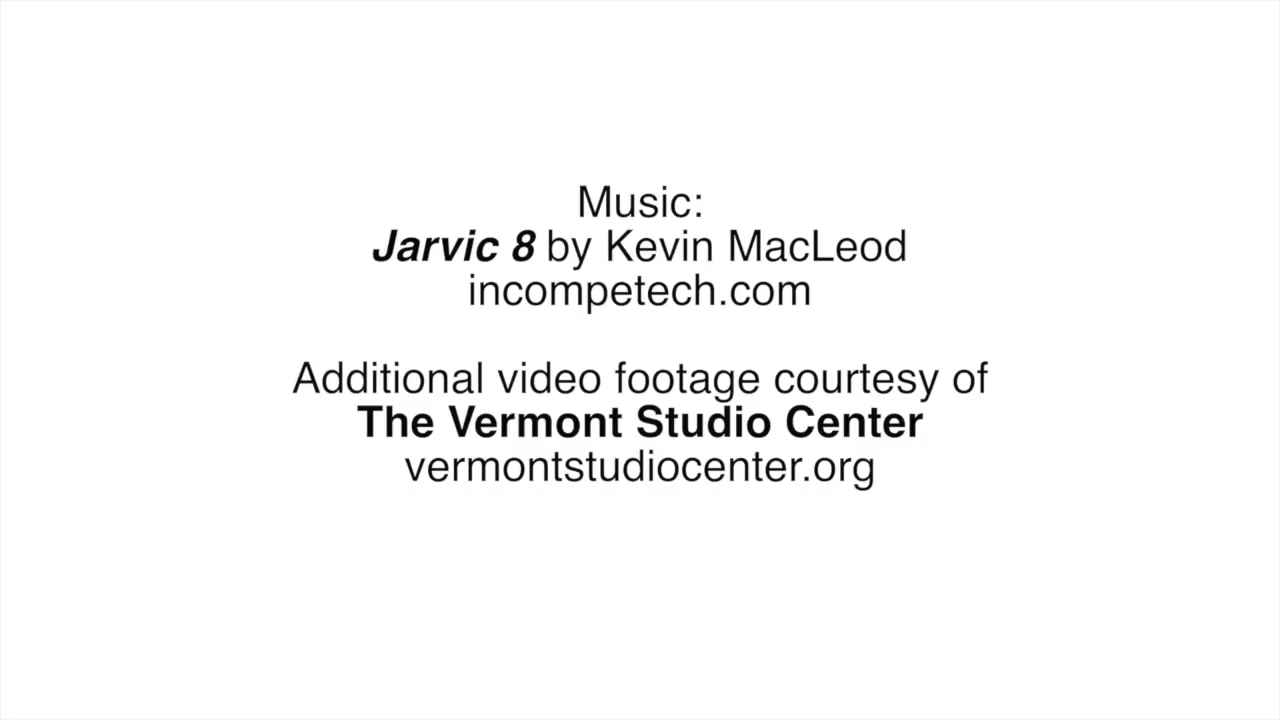 Music:
Jarvic 8 by Kevin MacLeod
incompetech.com
Additional video footage courtesy of
The Vermont Studio Center
vermontstudiocenter.org